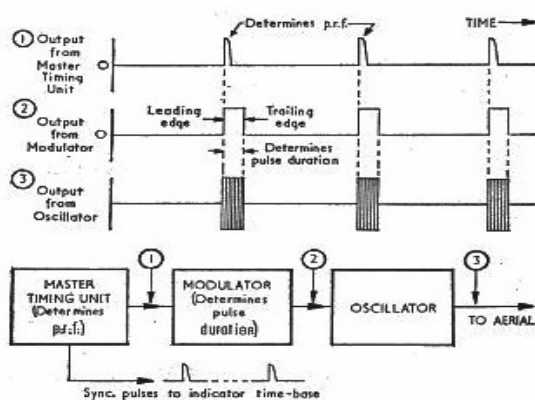 Determines p.r.f.
TIME
1 Output from Master Timing Unit
O
2 Output from Modulator
O
Leading edge
Trailing edge
Determines pulse duration
3 Output from Oscillator
1
2
3
MASTER TIMING UNIT (Determines p.r.f.)
MODULATOR (Determines pulse duration)
OSCILLATOR
TO AERIAL
Sync. pulses to indicator time-base